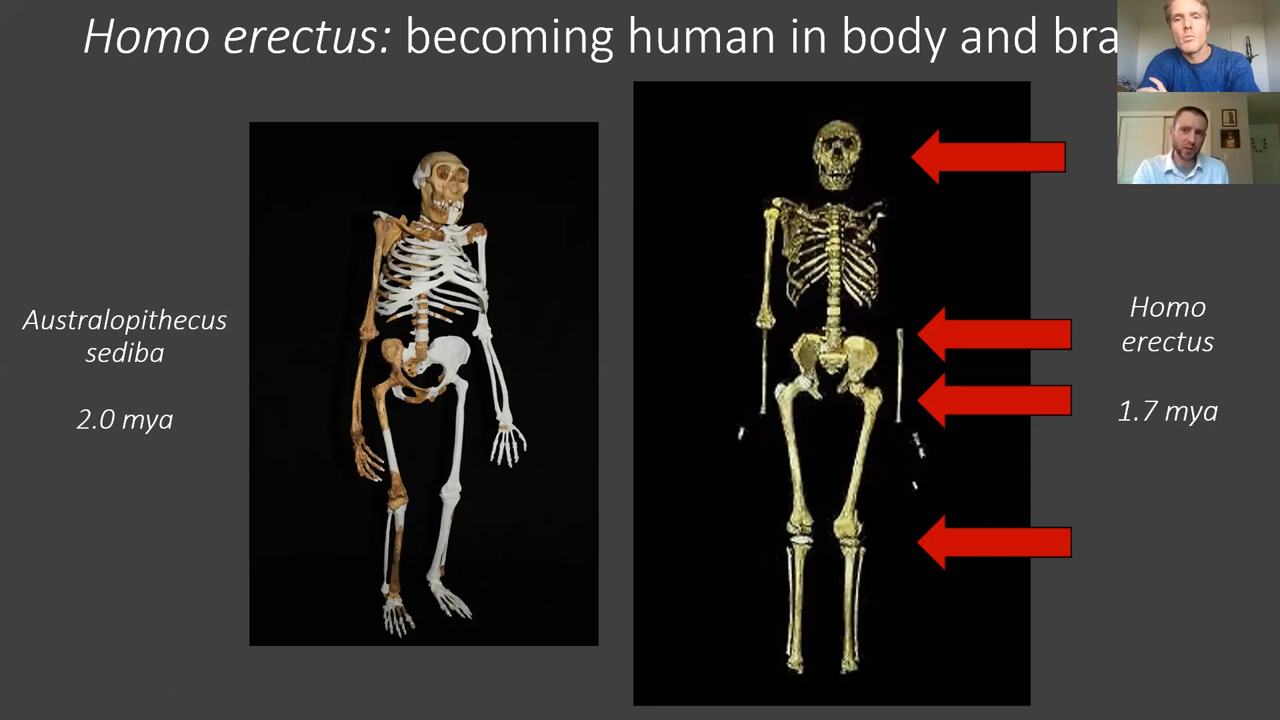 Homo erectus: becoming human in body and bra
Australopithecus
sediba
2.0 mya
Homo
erectus
1.7 mya